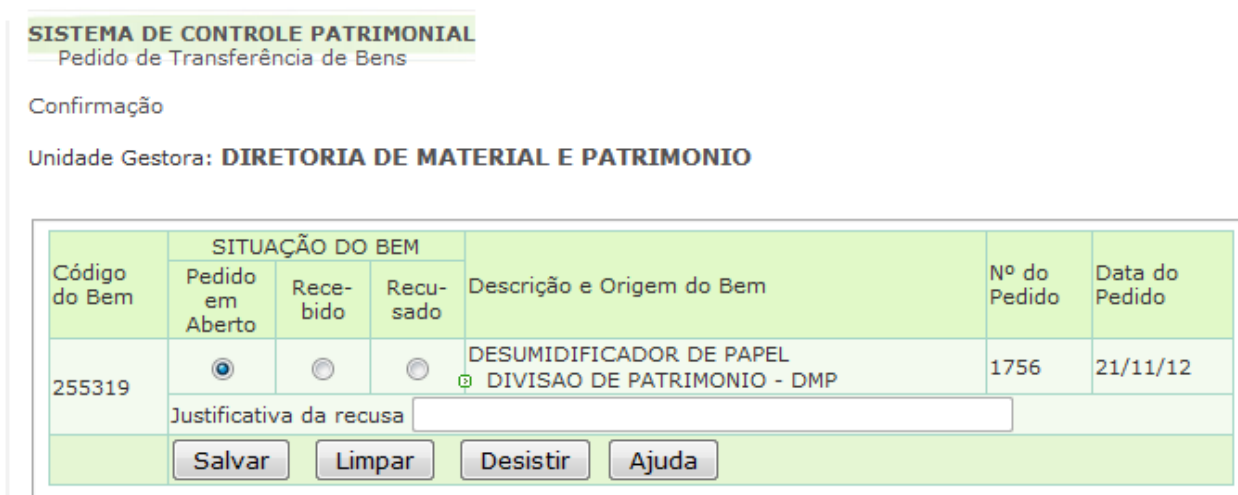 SISTEMA DE CONTROLE PATRIMONIAL
Pedido de Transferência de Bens
Confirmação
Unidade Gestora: DIRETORIA DE MATERIAL E PATRIMONIO
Código do Bem
SITUAÇÃO DO BEM
Pedido em Aberto
Rece-
bido
Recu-
sado
Descrição e Origem do Bem
Nº do Pedido
Data do Pedido
255319
DESUMIDIFICADOR DE PAPEL
DIVISAO DE PATRIMONIO - DMP
1756
21/11/12
Justificativa da recusa
Salvar Limpar Desistir Ajuda